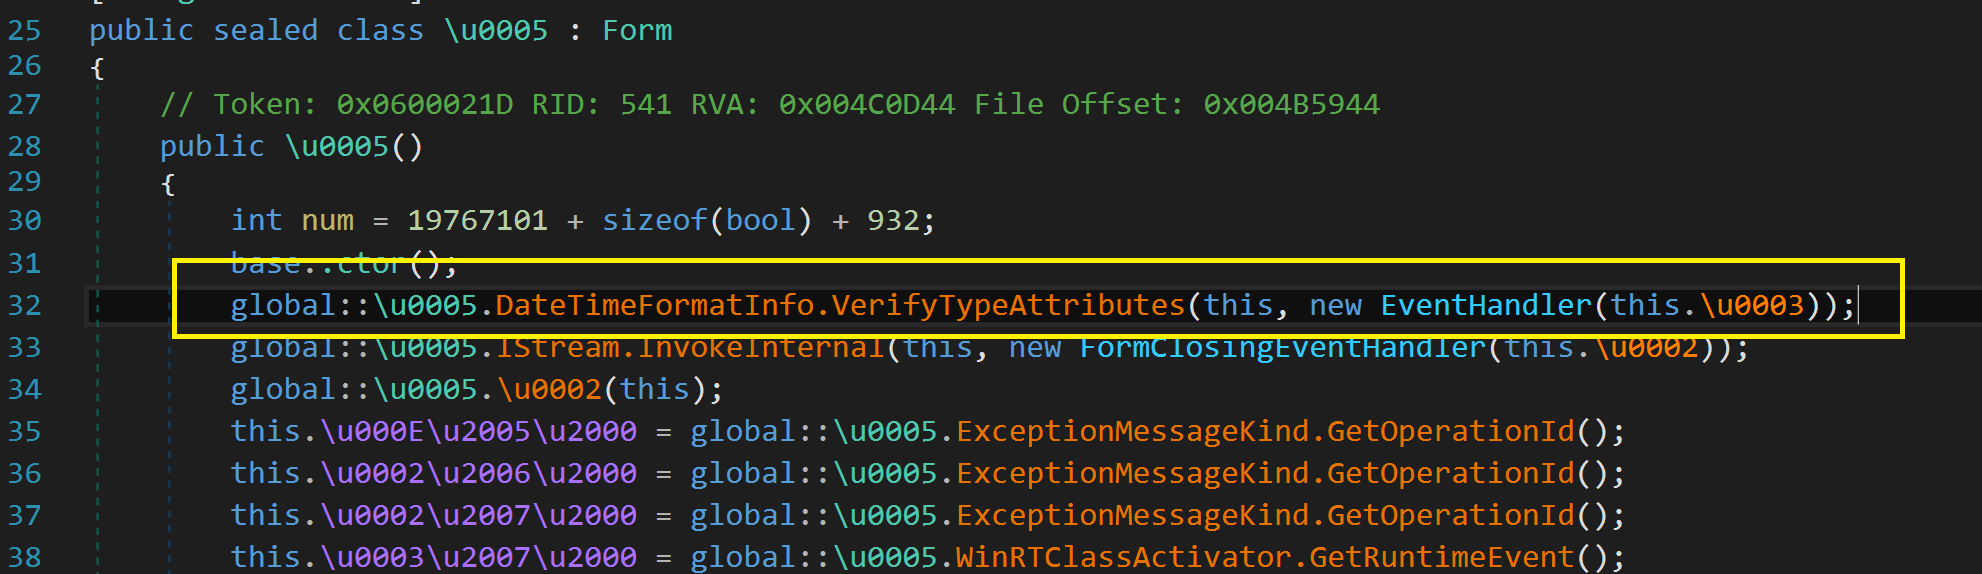 25 public sealed class \u0005 : Form
26 {
27 // Token: 0x0600021D RID: 541 RVA: 0x004C0D44 File Offset: 0x004B5944
28 public \u0005()
29 {
30 int num = 19767101 + sizeof(bool) + 932;
31 base..ctor();
32 global::\u0005.DateTimeFormatInfo.VerifyTypeAttributes(this, new EventHandler(this.\u0003));
33 global::\u0005.IStream.InvokeInternal(this, new FormClosingEventHandler(this.\u0002));
34 global::\u0005.\u0002(this);
35 this.\u000E\u2005\u2000 = global::\u0005.ExceptionMessageKind.GetOperationId();
36 this.\u0002\u2006\u2000 = global::\u0005.ExceptionMessageKind.GetOperationId();
37 this.\u0002\u2007\u2000 = global::\u0005.ExceptionMessageKind.GetOperationId();
38 this.\u0003\u2007\u2000 = global::\u0005.WinRTClassActivator.GetRuntimeEvent();